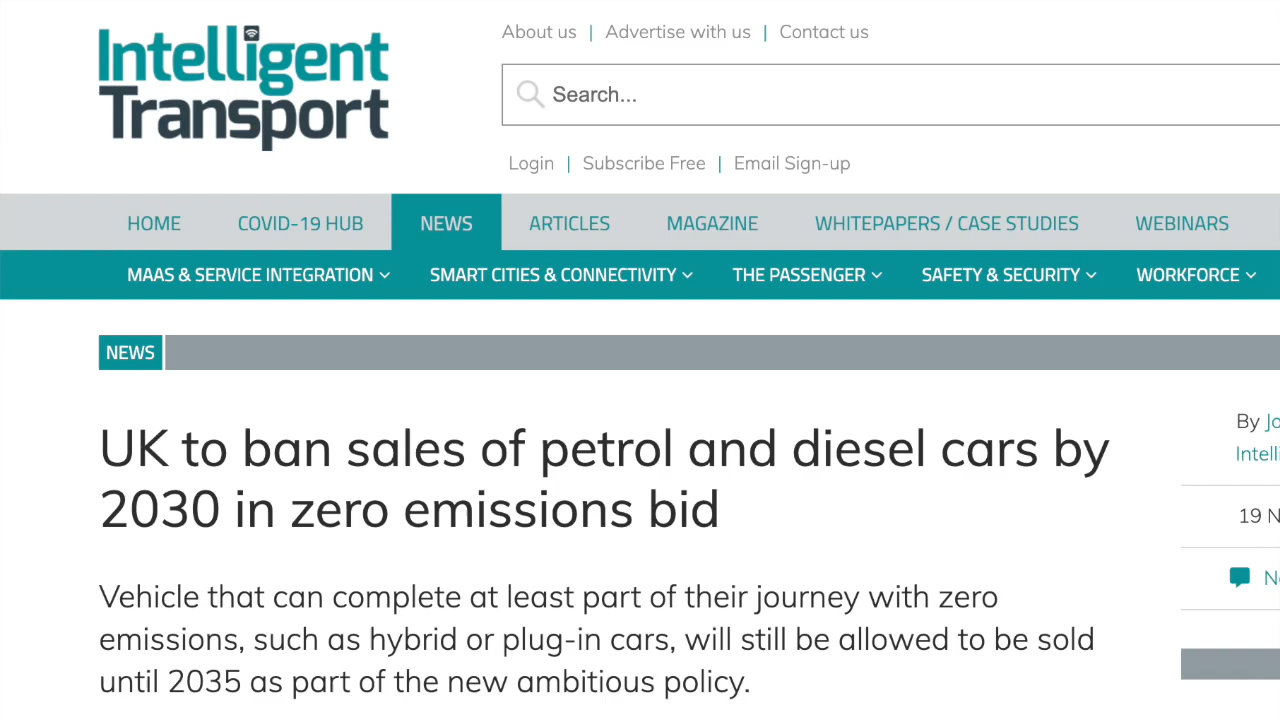 Intelligent
Transport
About us | Advertise with us | Contact us
Search...
Login | Subscribe Free | Email Sign-up
HOME COVID-19 HUB NEWS ARTICLES MAGAZINE WHITEPAPERS / CASE STUDIES WEBINARS
MAAS & SERVICE INTEGRATION SMART CITIES & CONNECTIVITY THE PASSENGER SAFETY & SECURITY WORKFORCE
NEWS
UK to ban sales of petrol and diesel cars by
2030 in zero emissions bid
Vehicle that can complete at least part of their journey with zero
emissions, such as hybrid or plug-in cars, will still be allowed to be sold
until 2035 as part of the new ambitious policy.
By
19